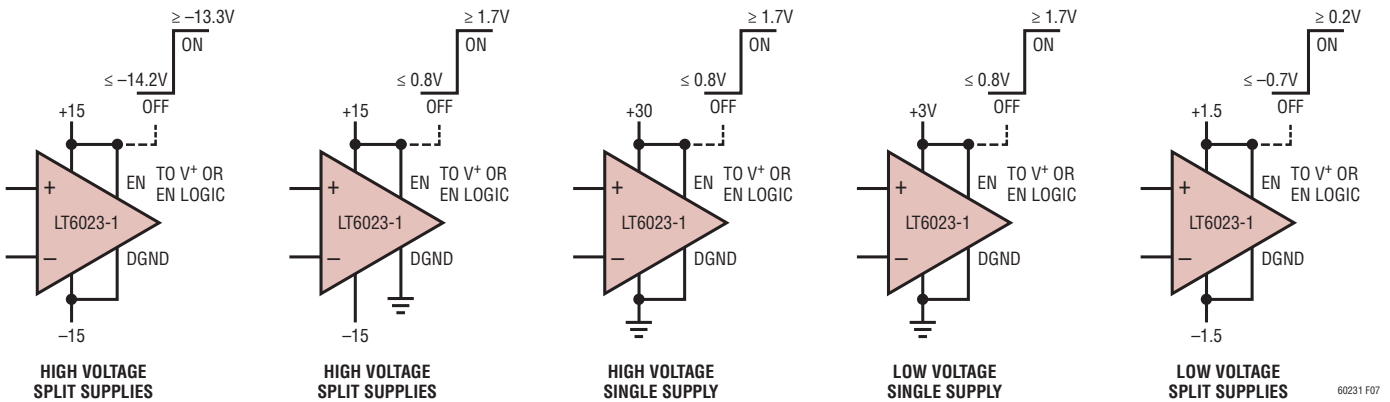 ≥ –13.3V
ON
≤ –14.2V
OFF
+15
+
–
LT6023-1
EN
TO V⁺ OR
EN LOGIC
DGND
–15
HIGH VOLTAGE
SPLIT SUPPLIES
≥ 1.7V
ON
≤ 0.8V
OFF
+15
+
–
LT6023-1
EN
TO V⁺ OR
EN LOGIC
DGND
–15
HIGH VOLTAGE
SPLIT SUPPLIES
≥ 1.7V
ON
≤ 0.8V
OFF
+30
+
–
LT6023-1
EN
TO V⁺ OR
EN LOGIC
DGND
HIGH VOLTAGE
SINGLE SUPPLY
≥ 1.7V
ON
≤ 0.8V
OFF
+3V
+
–
LT6023-1
EN
TO V⁺ OR
EN LOGIC
DGND
LOW VOLTAGE
SINGLE SUPPLY
≥ 0.2V
ON
≤ –0.7V
OFF
+1.5
+
–
LT6023-1
EN
TO V⁺ OR
EN LOGIC
DGND
–1.5
LOW VOLTAGE
SPLIT SUPPLIES
60231 F07